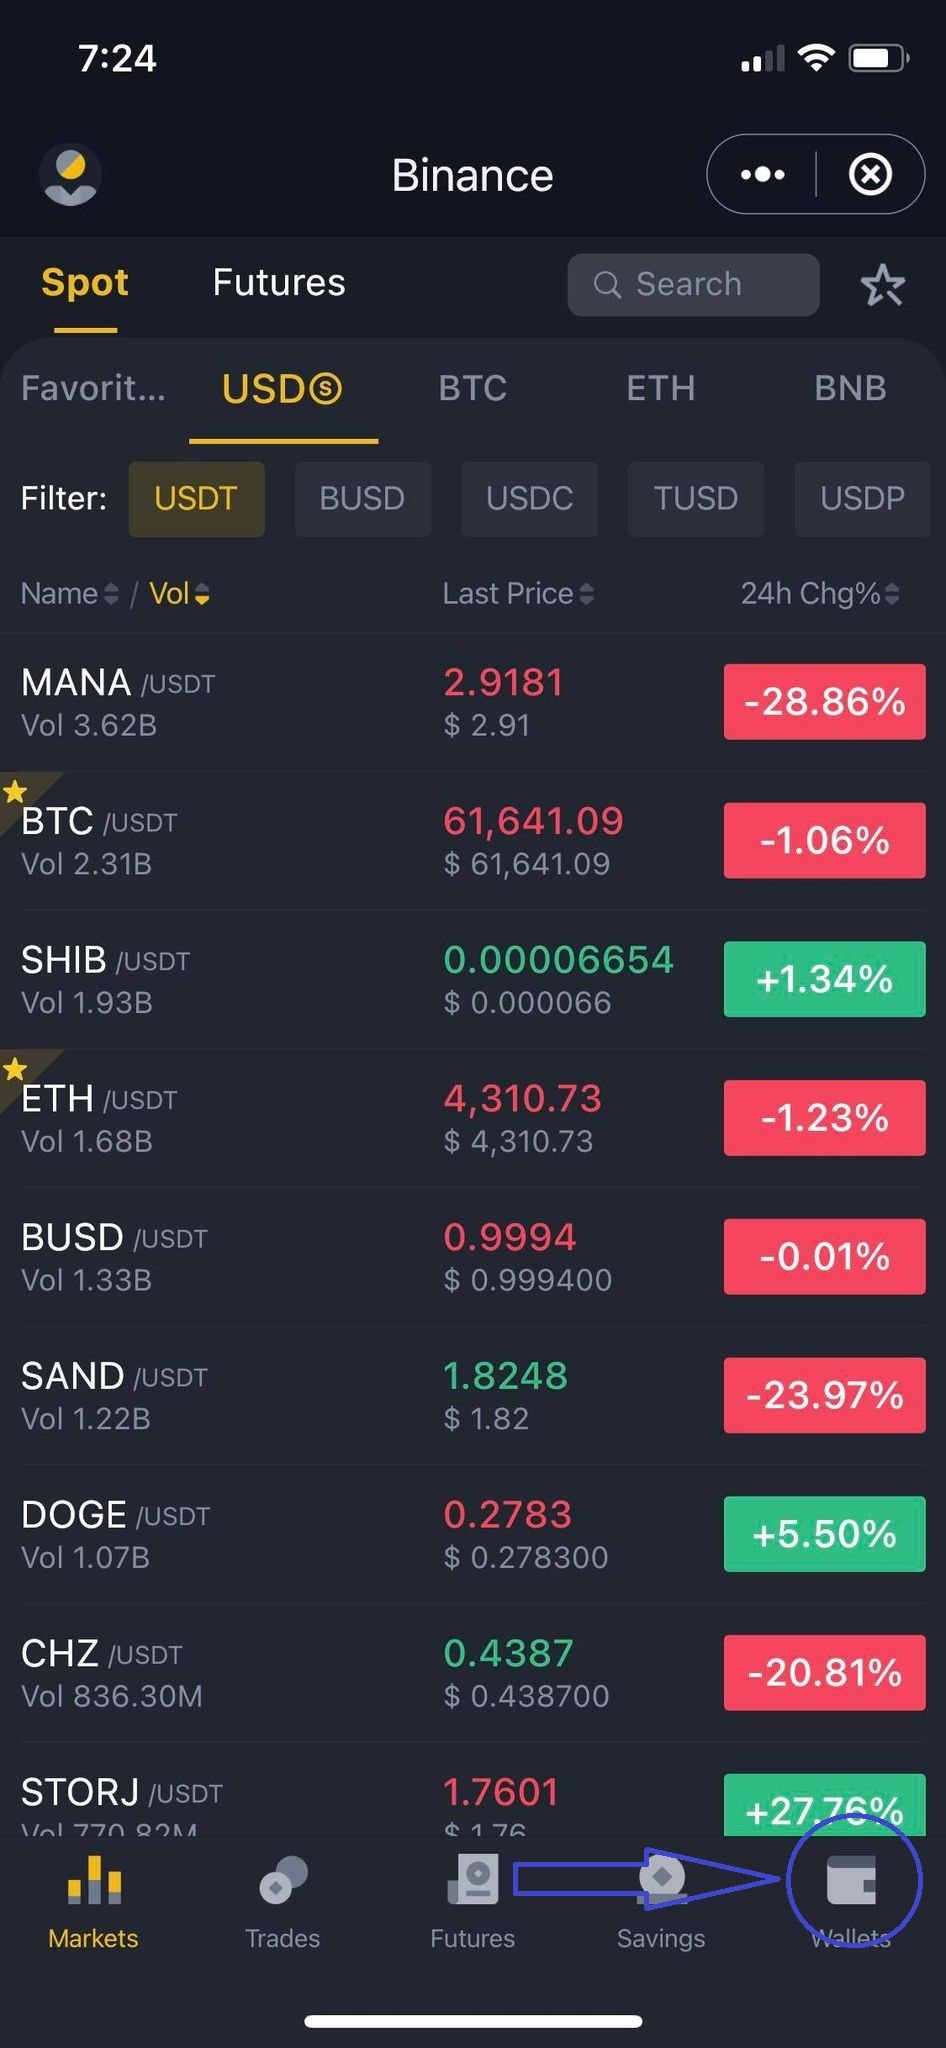 7:24
Binance
Spot Futures Search
Favorit... USDⓢ BTC ETH BNB
Filter: USDT BUSD USDC TUSD USDP
Name / Vol Last Price 24h Chg%
MANA /USDT 2.9181 -28.86%
Vol 3.62B $ 2.91
BTC /USDT 61,641.09 -1.06%
Vol 2.31B $ 61,641.09
SHIB /USDT 0.00006654 +1.34%
Vol 1.93B $ 0.000066
ETH /USDT 4,310.73 -1.23%
Vol 1.68B $ 4,310.73
BUSD /USDT 0.9994 -0.01%
Vol 1.33B $ 0.999400
SAND /USDT 1.8248 -23.97%
Vol 1.22B $ 1.82
DOGE /USDT 0.2783 +5.50%
Vol 1.07B $ 0.278300
CHZ /USDT 0.4387 -20.81%
Vol 836.30M $ 0.438700
STORJ /USDT 1.7601 +27.76%
Vol 770.82M $ 1.76
Markets Trades Futures Savings Wallets